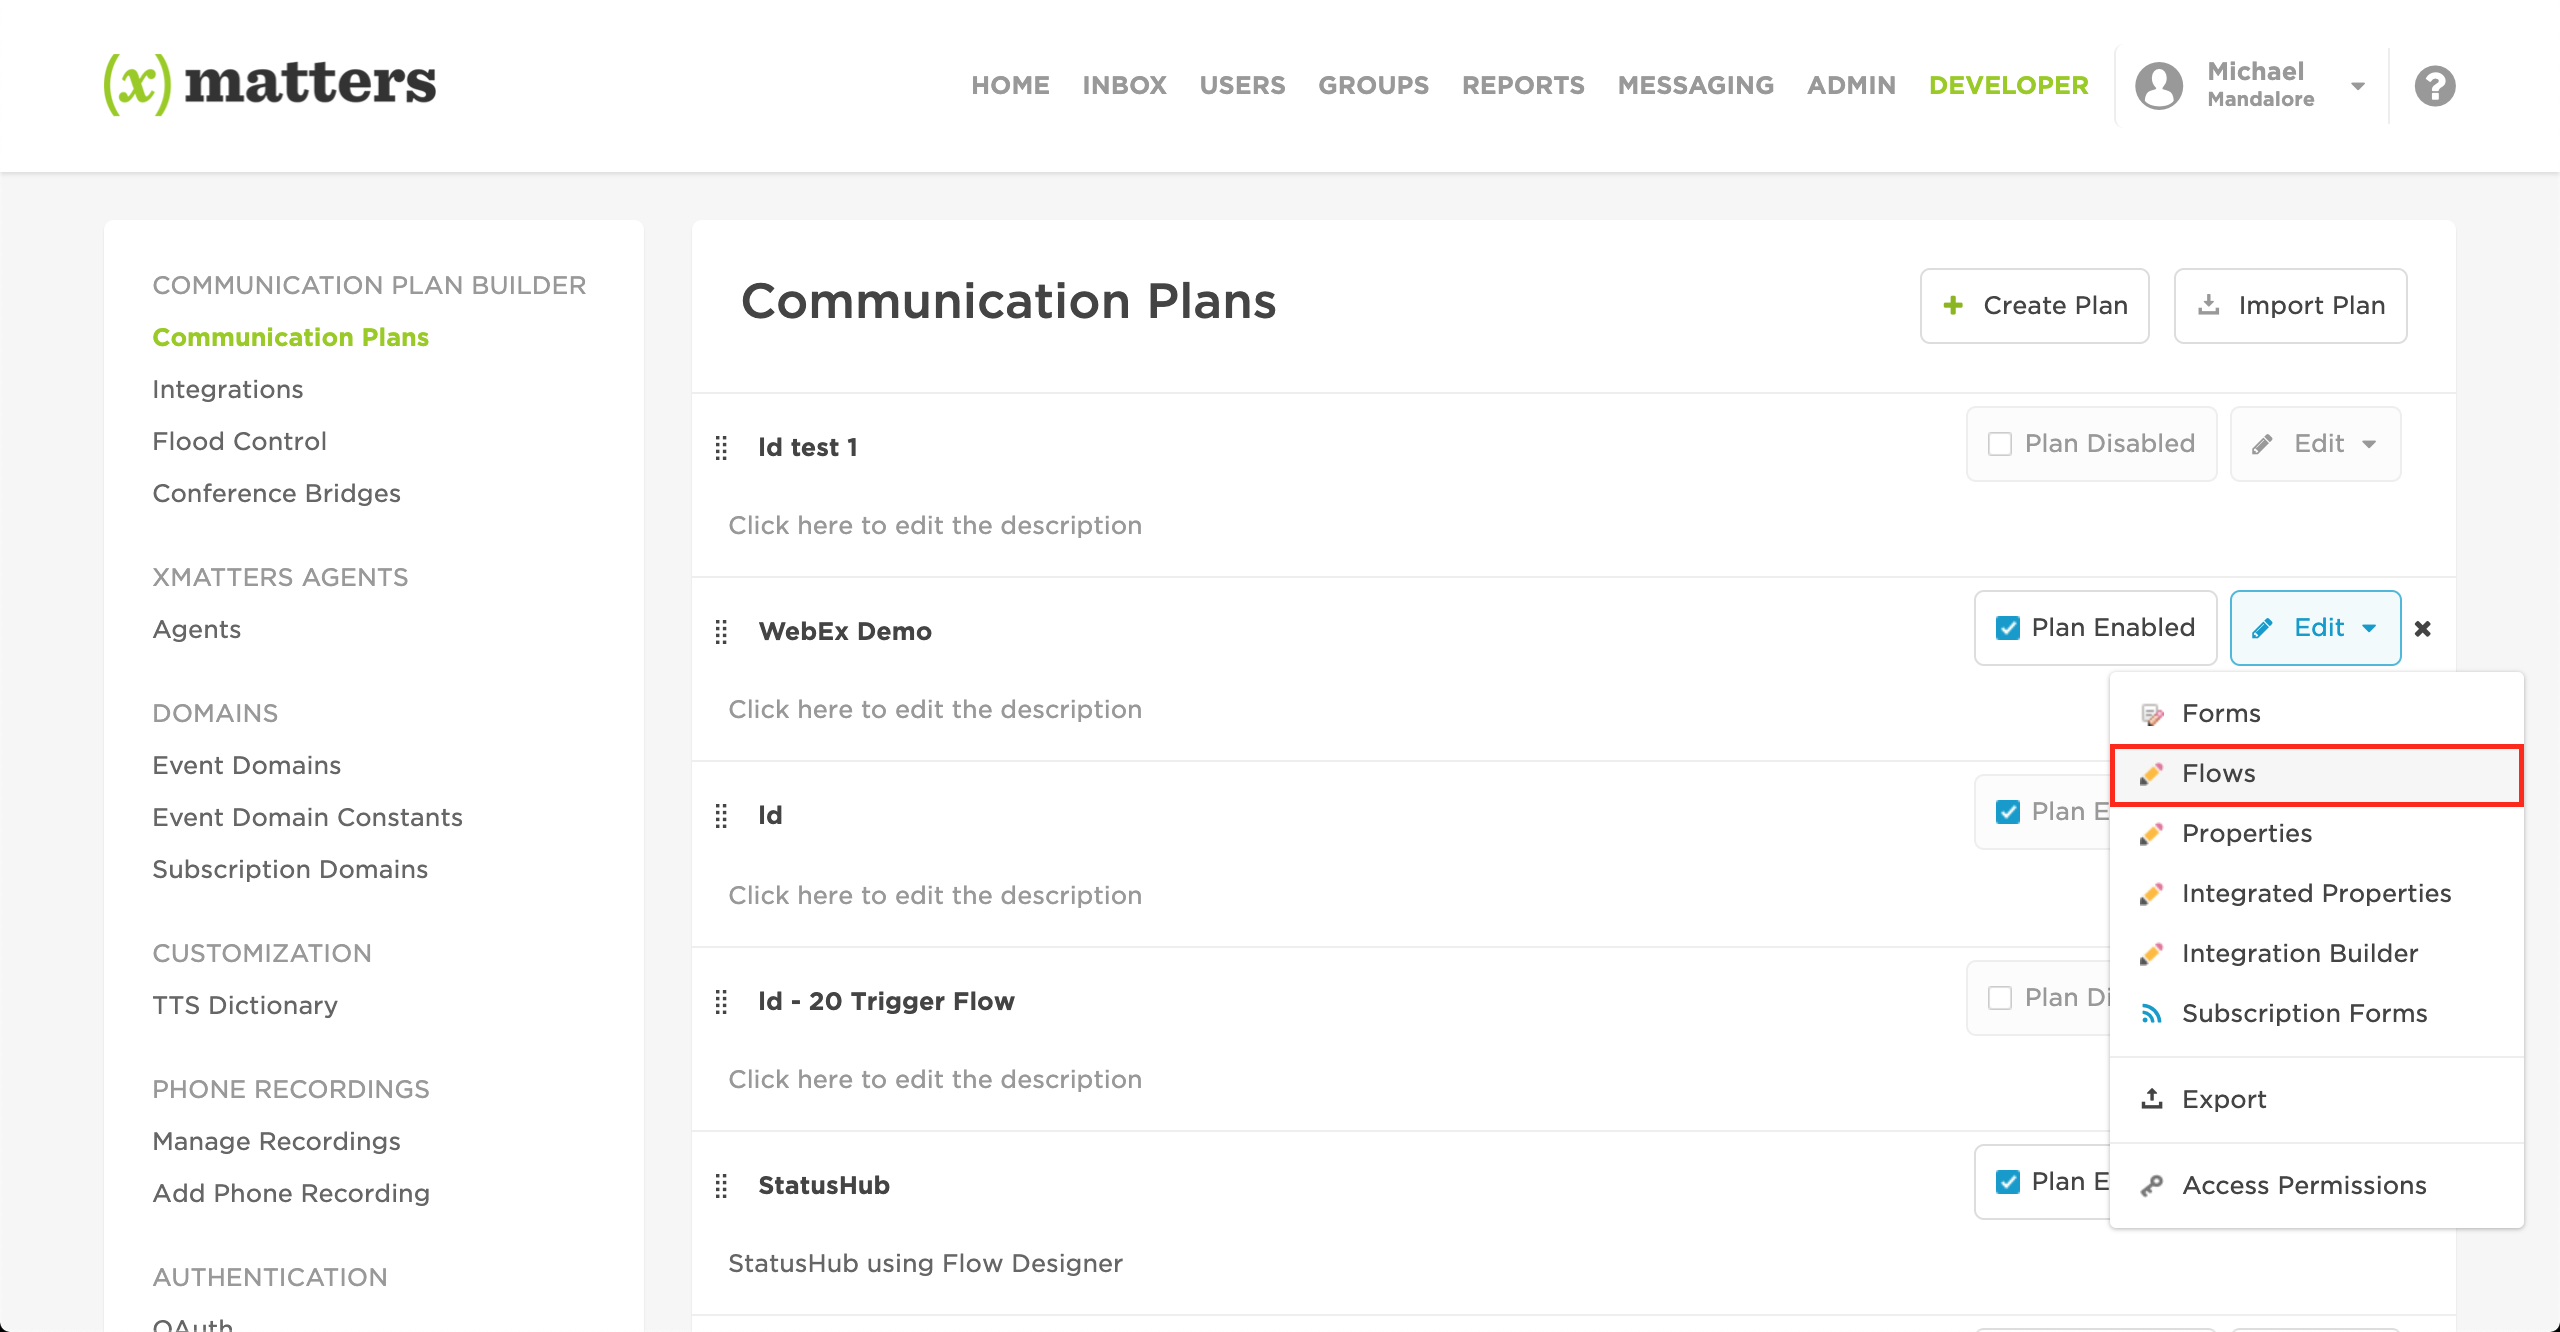 (x) matters
HOME INBOX USERS GROUPS REPORTS MESSAGING ADMIN DEVELOPER
Michael
Mandalore
?
COMMUNICATION PLAN BUILDER
Communication Plans
Integrations
Flood Control
Conference Bridges
XMATTERS AGENTS
Agents
DOMAINS
Event Domains
Event Domain Constants
Subscription Domains
CUSTOMIZATION
TTS Dictionary
PHONE RECORDINGS
Manage Recordings
Add Phone Recording
AUTHENTICATION
OAuth
Communication Plans
Create Plan
Import Plan
ld test 1
Plan Disabled
Edit
Click here to edit the description
WebEx Demo
Plan Enabled
Edit
Click here to edit the description
ld
Plan E
Click here to edit the description
ld - 20 Trigger Flow
Plan Di
Click here to edit the description
StatusHub
Plan E
StatusHub using Flow Designer
Forms
Flows
Properties
Integrated Properties
Integration Builder
Subscription Forms
Export
Access Permissions